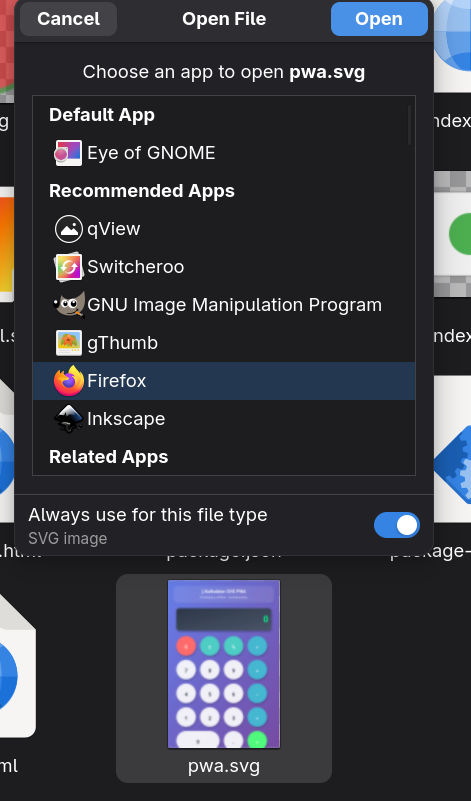 Cancel
Open File
Open
Choose an app to open pwa.svg
Default App
Eye of GNOME
Recommended Apps
qView
Switcheroo
GNU Image Manipulation Program
gThumb
Firefox
Inkscape
Related Apps
Always use for this file type
SVG image
g
ndex
l.s
ndex
.html
package.json
package-
ml
pwa.svg
0